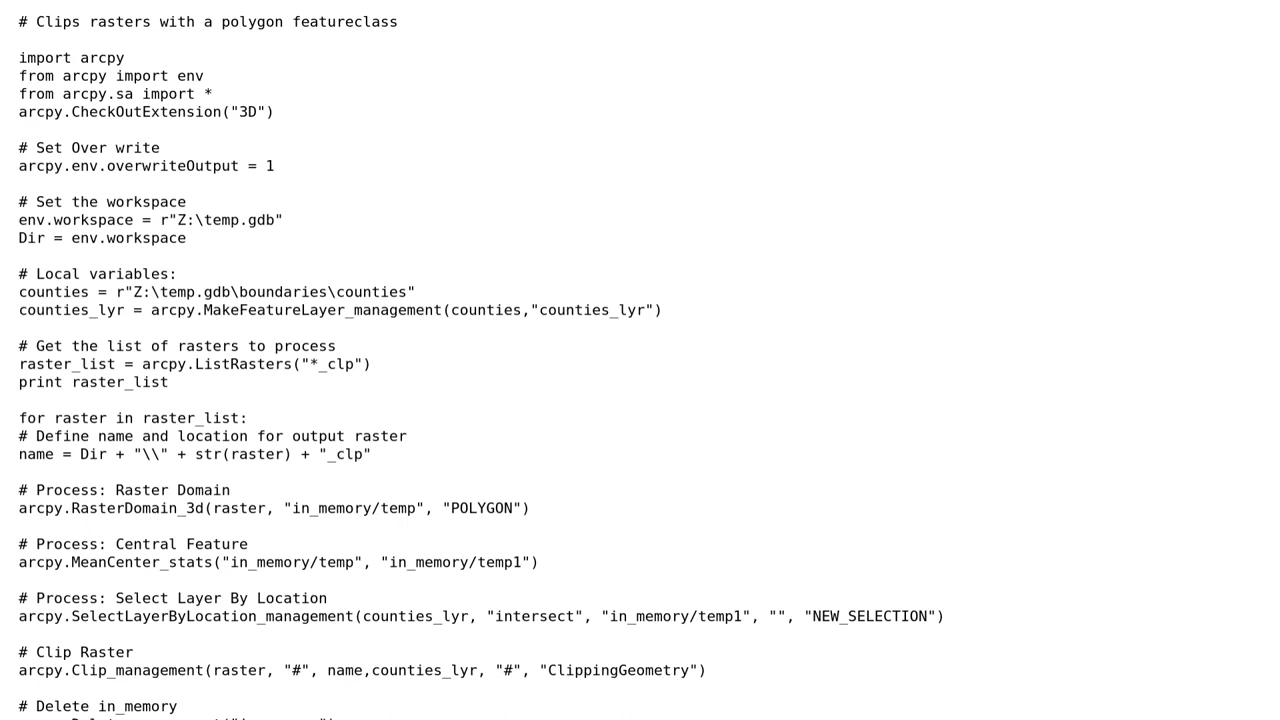 # Clips rasters with a polygon featureclass
import arcpy
from arcpy import env
from arcpy.sa import *
arcpy.CheckOutExtension("3D")
# Set Over write
arcpy.env.overwriteOutput = 1
# Set the workspace
env.workspace = r"Z:\temp.gdb"
Dir = env.workspace
# Local variables:
counties = r"Z:\temp.gdb\boundaries\counties"
counties_lyr = arcpy.MakeFeatureLayer_management(counties,"counties_lyr")
# Get the list of rasters to process
raster_list = arcpy.ListRasters("*_clp")
print raster_list
for raster in raster_list:
# Define name and location for output raster
name = Dir + "\\" + str(raster) + "_clp"
# Process: Raster Domain
arcpy.RasterDomain_3d(raster, "in_memory/temp", "POLYGON")
# Process: Central Feature
arcpy.MeanCenter_stats("in_memory/temp", "in_memory/temp1")
# Process: Select Layer By Location
arcpy.SelectLayerByLocation_management(counties_lyr, "intersect", "in_memory/temp1", "", "NEW_SELECTION")
# Clip Raster
arcpy.Clip_management(raster, "#", name,counties_lyr, "#", "ClippingGeometry")
# Delete in_memory